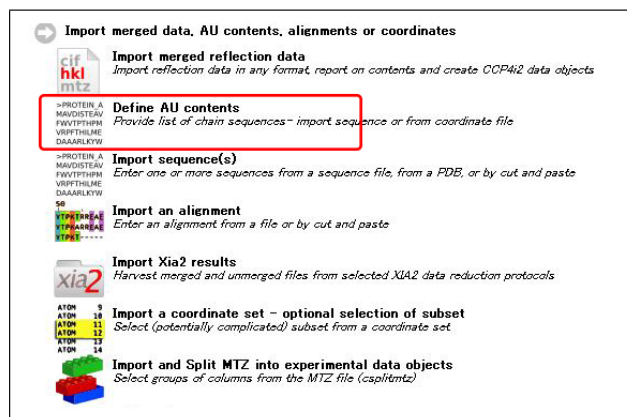 Import merged data, AU contents, alignments or coordinates
cif
hkl
mtz
Import merged reflection data
Import reflection data in any format, report on contents and create CCP4i2 data objects
>PROTEIN_A
MAVDISTEAV
FWVTPTHPM
VRPFTHILME
DAAARLKYW
Define AU contents
Provide list of chain sequences- import sequence or from coordinate file
>PROTEIN_A
MAVDISTEAV
FWVTPTHPM
VRPFTHILME
DAAARLKYW
Import sequence(s)
Enter one or more sequences from a sequence file, from a PDB, or by cut and paste
50
YTPKTRREAE
YTPKARREAE
YTPKT-----
Import an alignment
Enter an alignment from a file or by cut and paste
xia2
Import Xia2 results
Harvest merged and unmerged files from selected XIA2 data reduction protocols
ATOM 9
ATOM 10
ATOM 11
ATOM 12
ATOM 13
ATOM 14
Import a coordinate set - optional selection of subset
Select (potentially complicated) subset from a coordinate set
Import and Split MTZ into experimental data objects
Select groups of columns from the MTZ file (csplitmtz)